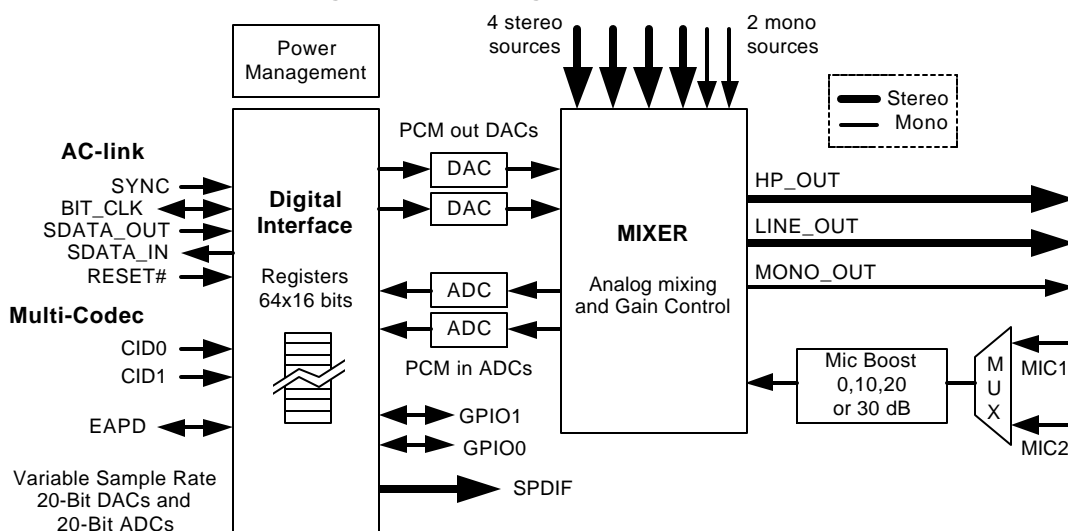 4 stereo
sources
2 mono
sources
Power
Management
Stereo
Mono
PCM out DACs
AC-link
SYNC
BIT_CLK
SDATA_OUT
SDATA_IN
RESET#
Digital
Interface
Registers
64x16 bits
DAC
DAC
ADC
ADC
PCM in ADCs
MIXER
Analog mixing
and Gain Control
HP_OUT
LINE_OUT
MONO_OUT
Multi-Codec
CID0
CID1
EAPD
GPIO1
GPIO0
SPDIF
Mic Boost
0,10,20
or 30 dB
M
U
X
MIC1
MIC2
Variable Sample Rate
20-Bit DACs and
20-Bit ADCs